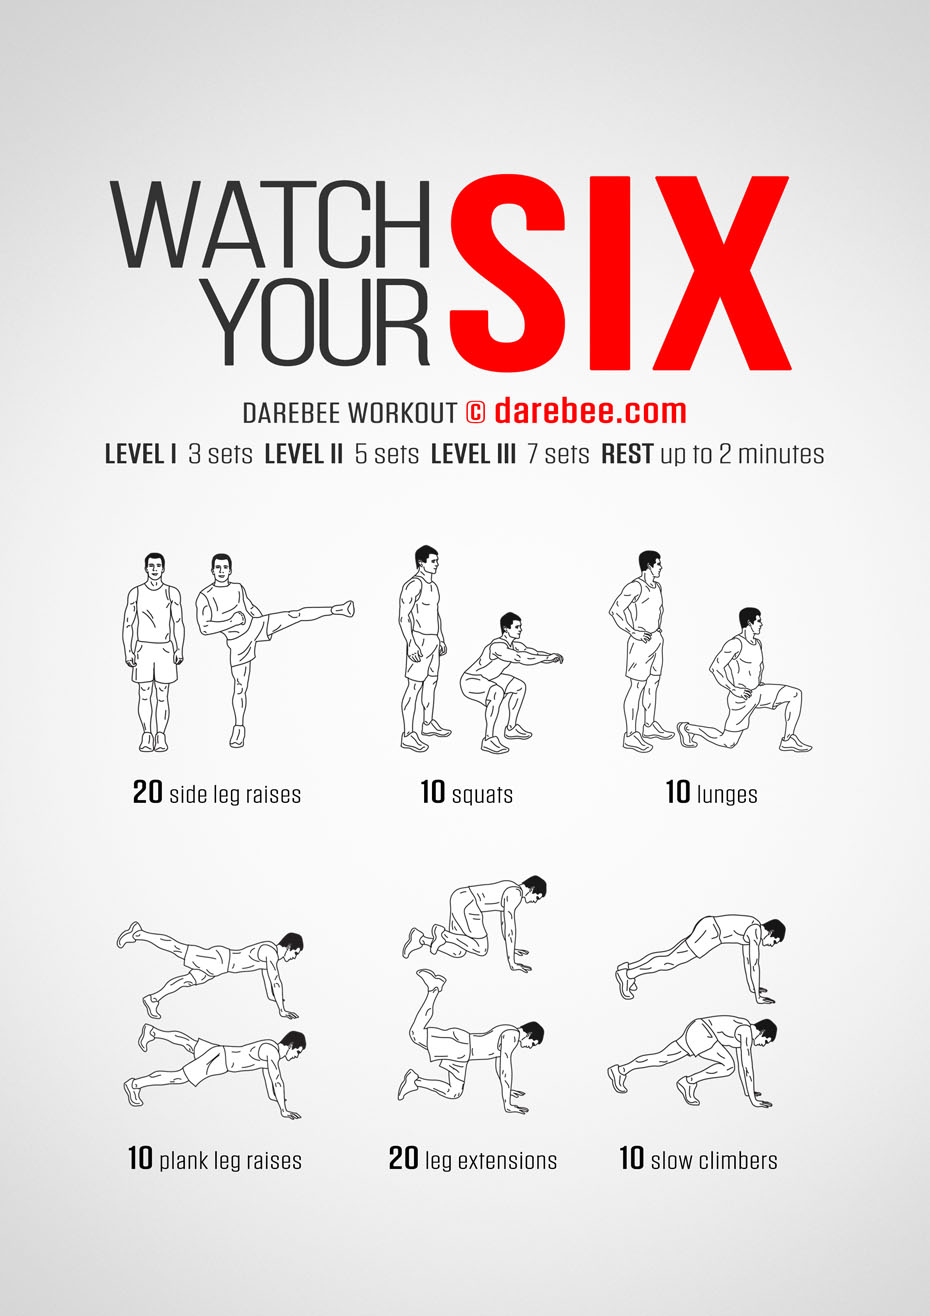 WATCH
YOUR
SIX
DAREBEE WORKOUT © darebee.com
LEVEL I 3 sets LEVEL II 5 sets LEVEL III 7 sets REST up to 2 minutes
20 side leg raises
10 squats
10 lunges
10 plank leg raises
20 leg extensions
10 slow climbers